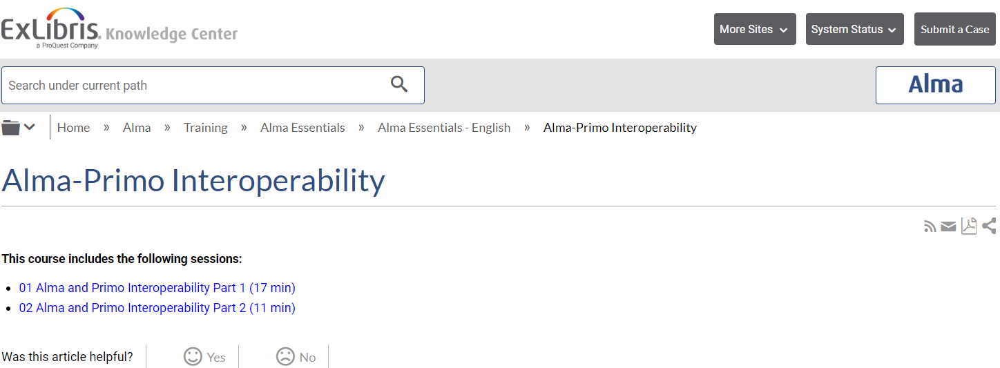 ExLibris® Knowledge Center
a ProQuest Company
More Sites
System Status
Submit a Case
Search under current path
Alma
Home » Alma » Training » Alma Essentials » Alma Essentials - English » Alma-Primo Interoperability
Alma-Primo Interoperability
This course includes the following sessions:
• 01 Alma and Primo Interoperability Part 1 (17 min)
• 02 Alma and Primo Interoperability Part 2 (11 min)
Was this article helpful? Yes No